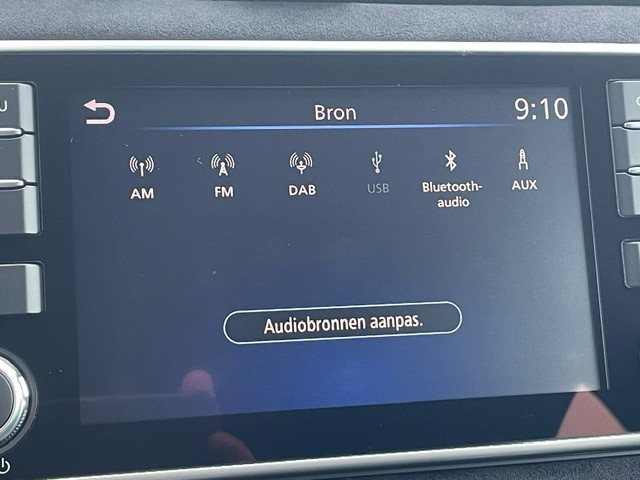 Bron
9:10
AM
FM
DAB
USB
Bluetooth-
audio
AUX
Audiobronnen aanpas.